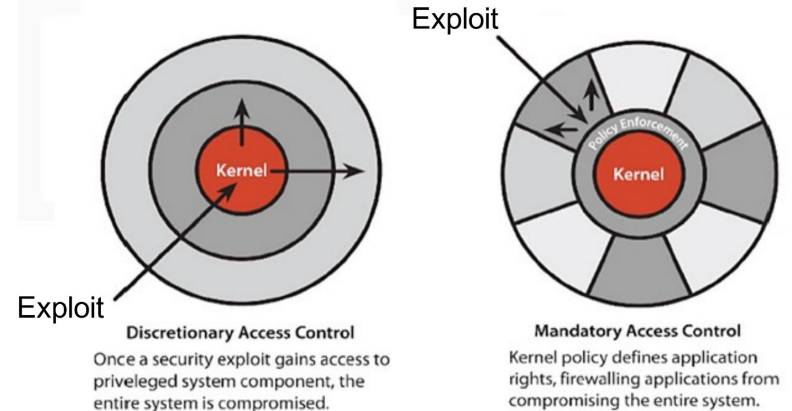 Exploit
Kernel
Exploit
Discretionary Access Control
Once a security exploit gains access to
priveleged system component, the
entire system is compromised.
Policy Enforcement
Kernel
Mandatory Access Control
Kernel policy defines application
rights, firewalling applications from
compromising the entire system.